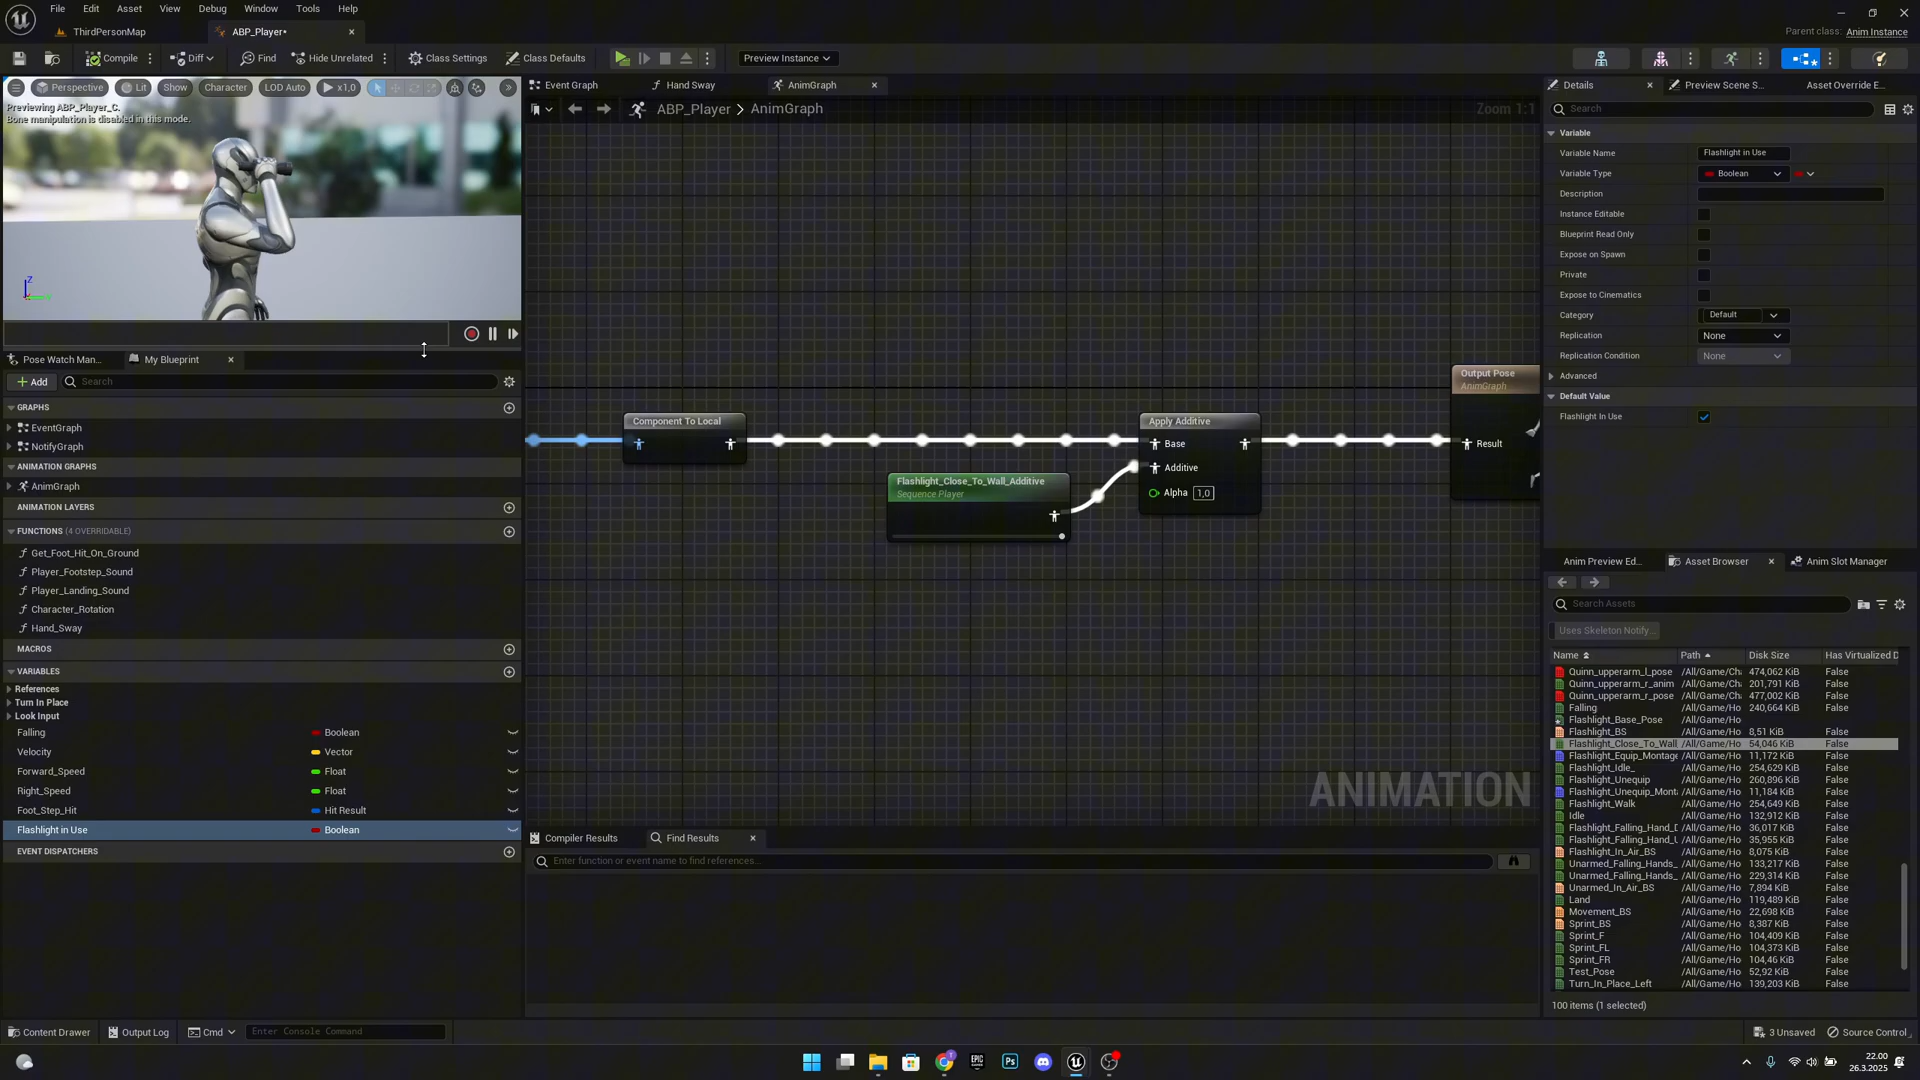 File Edit Asset View Debug Window Tools Help
ThirdPersonMap
ABP_Player•
Parent class: Anim Instance
Compile Diff Find Hide Unrelated Class Settings Class Defaults Preview Instance
Perspective Lit Show Character LOD Auto x1,0
Previewing ABP_Player_C.
Bone manipulation is disabled in this mode.
Z
Pose Watch Man...
My Blueprint
Add Search
GRAPHS
EventGraph
NotifyGraph
ANIMATION GRAPHS
AnimGraph
ANIMATION LAYERS
FUNCTIONS (4 OVERRIDABLE)
Get_Foot_Hit_On_Ground
Player_Footstep_Sound
Player_Landing_Sound
Character_Rotation
Hand_Sway
MACROS
VARIABLES
References
Turn In Place
Look Input
Falling Boolean
Velocity Vector
Forward_Speed Float
Right_Speed Float
Foot_Step_Hit Hit Result
Flashlight in Use Boolean
EVENT DISPATCHERS
Event Graph Hand Sway AnimGraph
ABP_Player > AnimGraph
Zoom 1:1
Component To Local
Flashlight_Close_To_Wall_Additive
Sequence Player
Apply Additive
Base
Additive
Alpha 1,0
Output Pose
AnimGraph
Result
ANIMATION
Compiler Results Find Results
Enter function or event name to find references...
Details Preview Scene S... Asset Override E...
Search
Variable
Variable Name Flashlight in Use
Variable Type Boolean
Description
Instance Editable
Blueprint Read Only
Expose on Spawn
Private
Expose to Cinematics
Category Default
Replication None
Replication Condition None
Advanced
Default Value
Flashlight In Use
Anim Preview Ed... Asset Browser Anim Slot Manager
Search Assets
Uses Skeleton Notify ...
Name Path Disk Size Has Virtualized D
Quinn_upperarm_l_pose /All/Game/Ch 474,062 KiB False
Quinn_upperarm_r_anim /All/Game/Ch 201,791 KiB False
Quinn_upperarm_r_pose /All/Game/Ch 477,002 KiB False
Falling /All/Game/Ho 240,664 KiB False
Flashlight_Base_Pose /All/Game/Ho False
Flashlight_BS /All/Game/Ho 8,51 KiB False
Flashlight_Close_To_Wall /All/Game/Ho 54,046 KiB False
Flashlight_Equip_Montage /All/Game/Ho 11,172 KiB False
Flashlight_Idle_ /All/Game/Ho 254,629 KiB False
Flashlight_Unequip /All/Game/Ho 260,896 KiB False
Flashlight_Unequip_Mont /All/Game/Ho 11,184 KiB False
Flashlight_Walk /All/Game/Ho 254,649 KiB False
Idle /All/Game/Ho 132,912 KiB False
Flashlight_Falling_Hand_ /All/Game/Ho 36,017 KiB False
Flashlight_Falling_Hand_ /All/Game/Ho 35,955 KiB False
Flashlight_In_Air_BS /All/Game/Ho 8,075 KiB False
Unarmed_Falling_Hands_ /All/Game/Ho 133,217 KiB False
Unarmed_Falling_Hands_ /All/Game/Ho 229,314 KiB False
Unarmed_In_Air_BS /All/Game/Ho 7,894 KiB False
Land /All/Game/Ho 119,489 KiB False
Movement_BS /All/Game/Ho 22,698 KiB False
Sprint_BS /All/Game/Ho 8,387 KiB False
Sprint_F /All/Game/Ho 104,409 KiB False
Sprint_FL /All/Game/Ho 104,373 KiB False
Sprint_FR /All/Game/Ho 104,46 KiB False
Test_Pose /All/Game/Ho 52,92 KiB False
Turn_In_Place_Left /All/Game/Ho 139,203 KiB False
100 items (1 selected)
Content Drawer Output Log Cmd Enter Console Command
3 Unsaved Source Control
EPIC Ps
22.00
26.3.2025